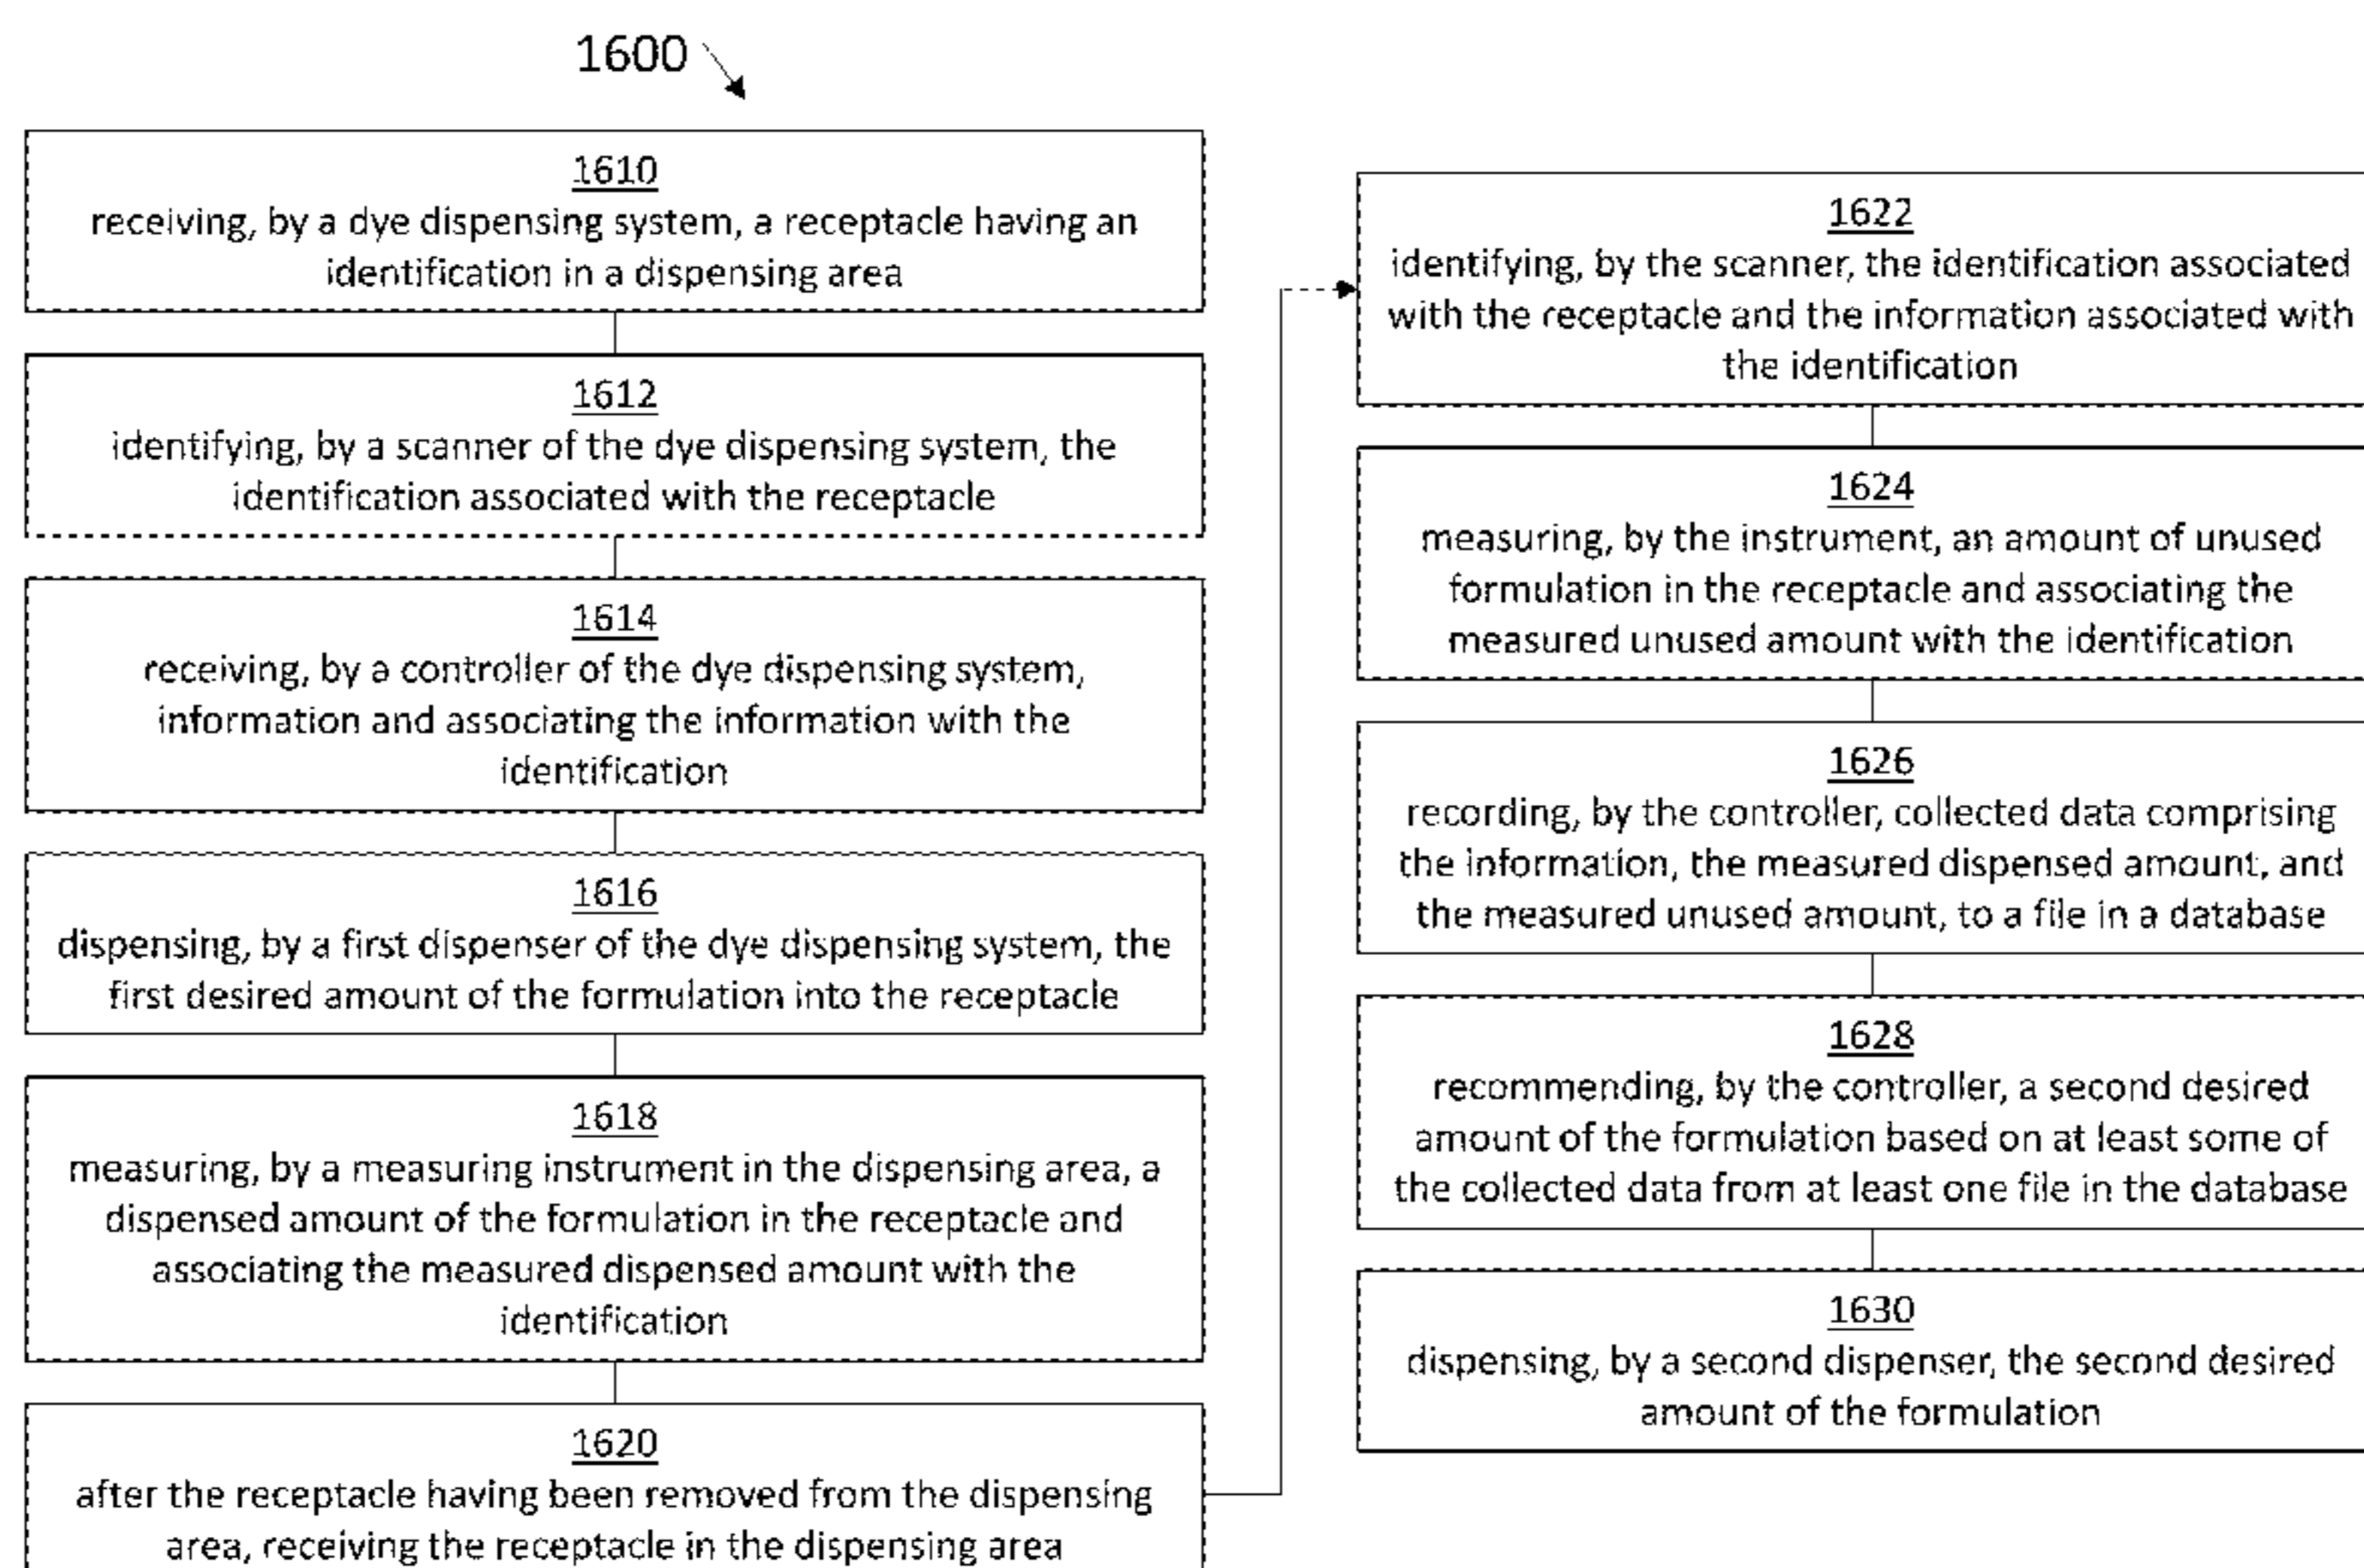 1600
1610
receiving, by a dye dispensing system, a receptacle having an
identification in a dispensing area
1612
identifying, by a scanner of the dye dispensing system, the
identification associated with the receptacle
1614
receiving, by a controller of the dye dispensing system,
information and associating the information with the
identification
1616
dispensing, by a first dispenser of the dye dispensing system, the
first desired amount of the formulation into the receptacle
1618
measuring, by a measuring instrument in the dispensing area, a
dispensed amount of the formulation in the receptacle and
associating the measured dispensed amount with the
identification
1620
after the receptacle having been removed from the dispensing
area, receiving the receptacle in the dispensing area
1622
identifying, by the scanner, the identification associated
with the receptacle and the information associated with
the identification
1624
measuring, by the instrument, an amount of unused
formulation in the receptacle and associating the
measured unused amount with the identification
1626
recording, by the controller, collected data comprising
the information, the measured dispensed amount, and
the measured unused amount, to a file in a database
1628
recommending, by the controller, a second desired
amount of the formulation based on at least some of
the collected data from at least one file in the database
1630
dispensing, by a second dispenser, the second desired
amount of the formulation